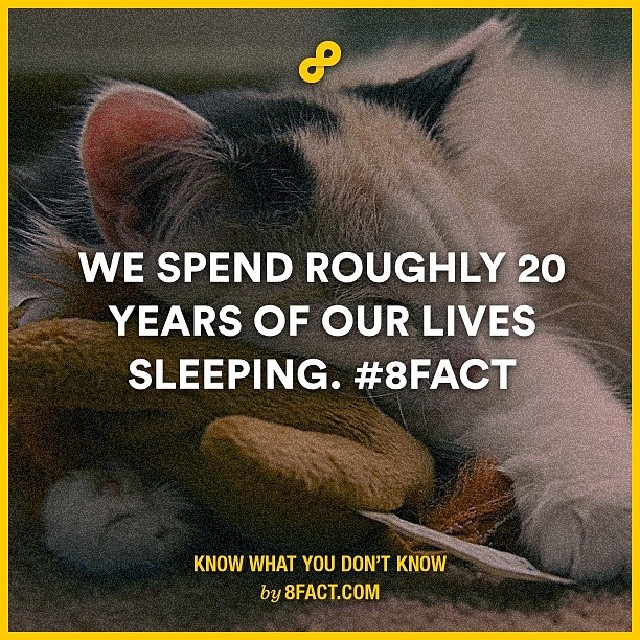 WE SPEND ROUGHLY 20
YEARS OF OUR LIVES
SLEEPING. #8FACT
KNOW WHAT YOU DON'T KNOW
by 8FACT.COM